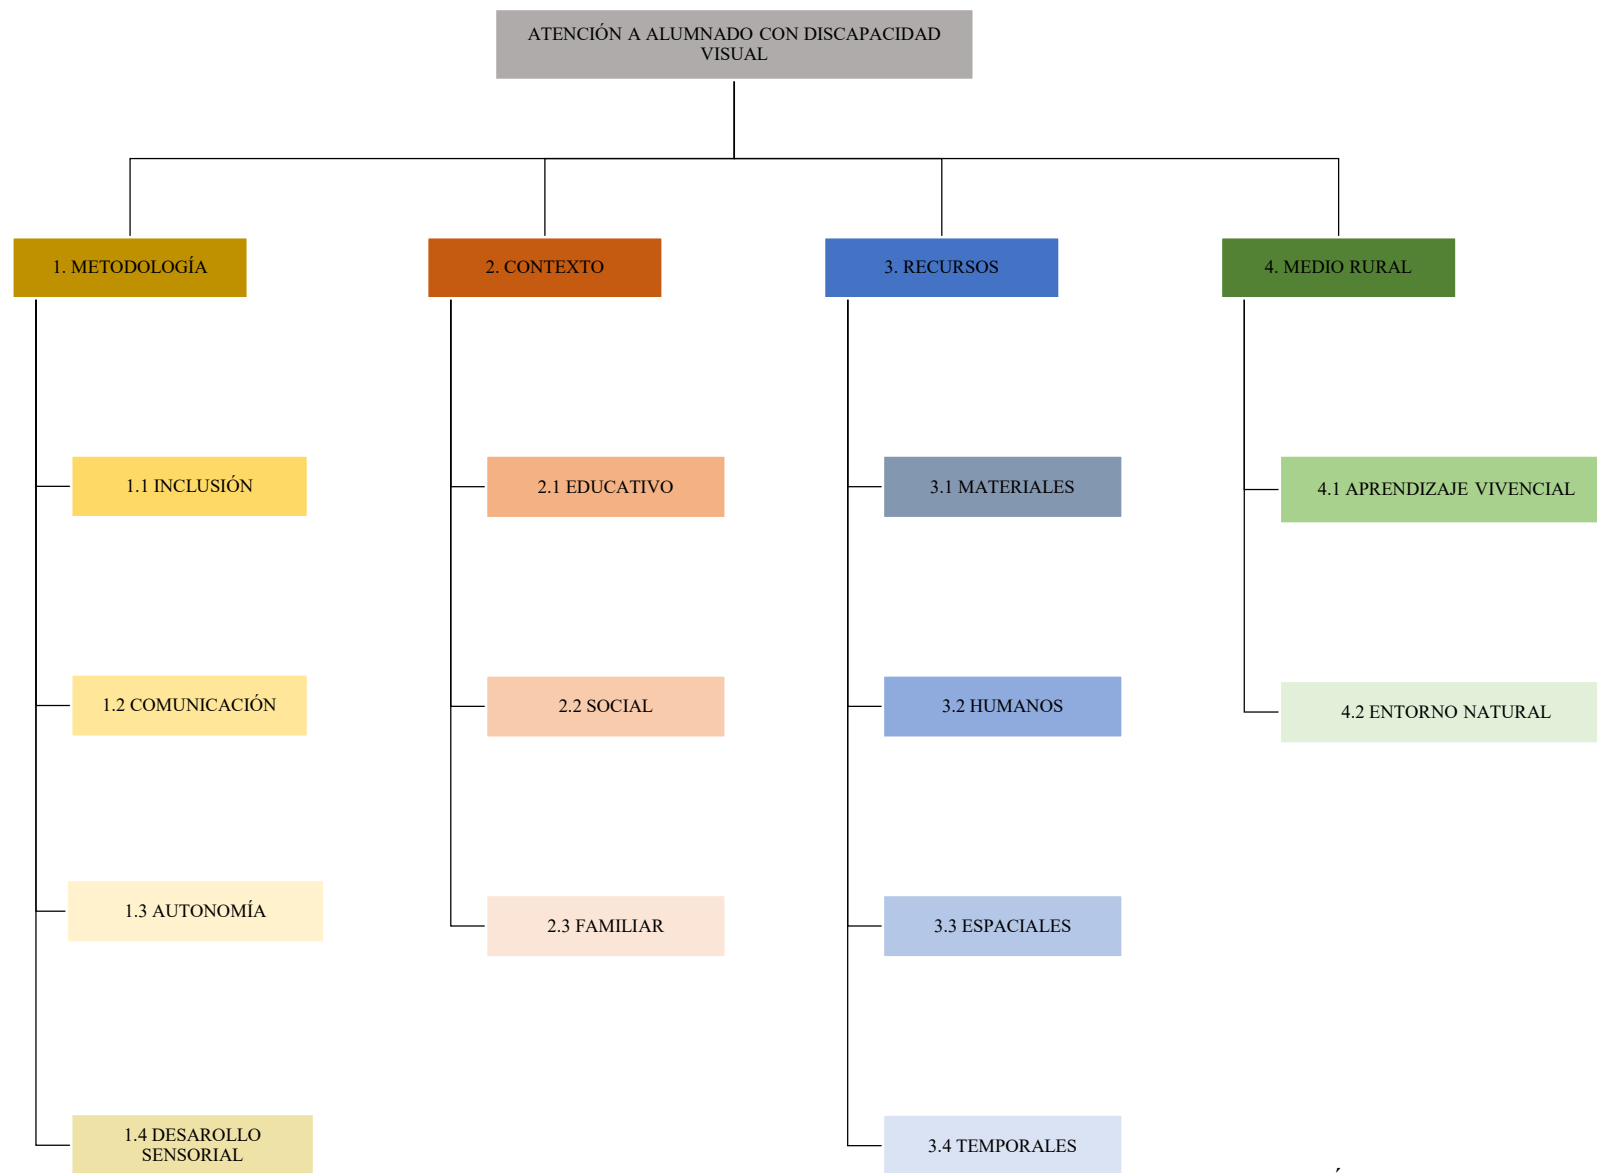 ATENCIÓN A ALUMNADO CON DISCAPACIDAD
VISUAL
1. METODOLOGÍA
2. CONTEXTO
3. RECURSOS
4. MEDIO RURAL
1.1 INCLUSIÓN
2.1 EDUCATIVO
3.1 MATERIALES
4.1 APRENDIZAJE VIVENCIAL
1.2 COMUNICACIÓN
2.2 SOCIAL
3.2 HUMANOS
4.2 ENTORNO NATURAL
1.3 AUTONOMÍA
2.3 FAMILIAR
3.3 ESPACIALES
1.4 DESAROLLO
SENSORIAL
3.4 TEMPORALES